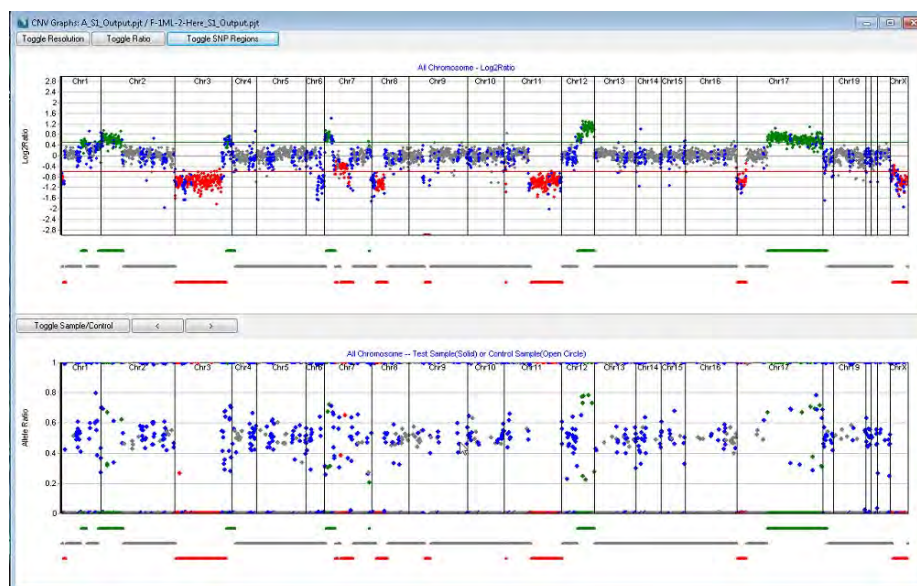 CNV Graphs: A_S1_Output.pjt / F-1ML-2-Here_S1_Output.pjt
Toggle Resolution Toggle Ratio Toggle SNP Regions
All Chromosome - Log2Ratio
Chr1 Chr2 Chr3 Chr4 Chr5 Chr6 Chr7 Chr8 Chr9 Chr10 Chr11 Chr12 Chr13 Chr14 Chr15 Chr16 Chr17 Chr19 ChrX
Log2Ratio
2.8
2.4
2.0
1.6
1.2
0.8
0.4
0.0
-0.4
-0.8
-1.2
-1.6
-2.0
-2.4
-2.8
Toggle Sample/Control < >
All Chromosome -- Test Sample(Solid) or Control Sample(Open Circle)
Chr1 Chr2 Chr3 Chr4 Chr5 Chr6 Chr7 Chr8 Chr9 Chr10 Chr11 Chr12 Chr13 Chr14 Chr15 Chr16 Chr17 Chr19 ChrX
Allele Ratio
1
0.8
0.6
0.4
0.2
0